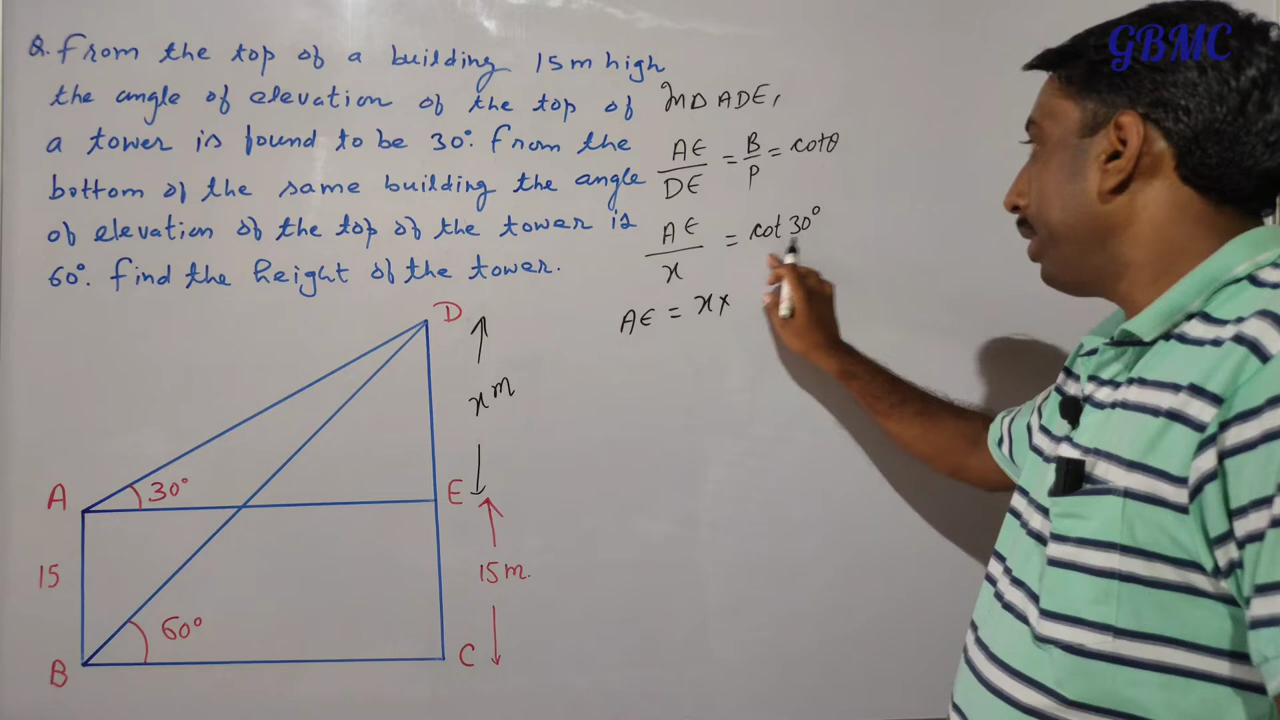 GBMC
Q. From the top of a building 15m high
the angle of elevation of the top of
a tower is found to be 30°. From the
bottom of the same building the angle
of elevation of the top of the tower is
60°. Find the height of the tower.
In Δ ADE,
AE/DE = B/P = cotθ
AE/x = cot 30°
AE = x×
D
x m
A
30°
E
15
15m.
60°
B
C